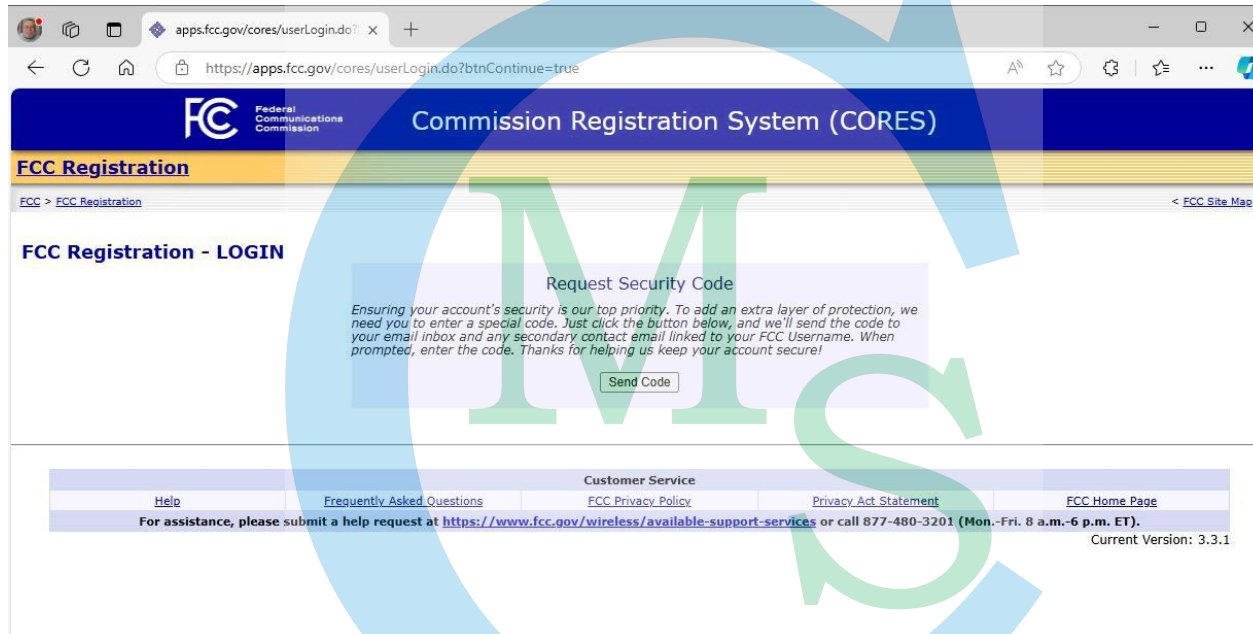 apps.fcc.gov/cores/userLogin.do?
https://apps.fcc.gov/cores/userLogin.do?btnContinue=true
FCC Federal Communications Commission
Commission Registration System (CORES)
FCC Registration
FCC > FCC Registration
< FCC Site Map
FCC Registration - LOGIN
Request Security Code
Ensuring your account's security is our top priority. To add an extra layer of protection, we
need you to enter a special code. Just click the button below, and we'll send the code to
your email inbox and any secondary contact email linked to your FCC Username. When
prompted, enter the code. Thanks for helping us keep your account secure!
Send Code
Customer Service
Help Frequently Asked Questions FCC Privacy Policy Privacy Act Statement FCC Home Page
For assistance, please submit a help request at https://www.fcc.gov/wireless/available-support-services or call 877-480-3201 (Mon.-Fri. 8 a.m.-6 p.m. ET).
Current Version: 3.3.1
CMS